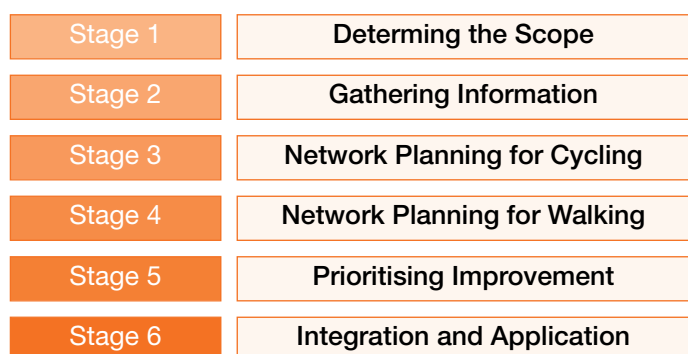 Stage 1 Determing the Scope
Stage 2 Gathering Information
Stage 3 Network Planning for Cycling
Stage 4 Network Planning for Walking
Stage 5 Prioritising Improvement
Stage 6 Integration and Application